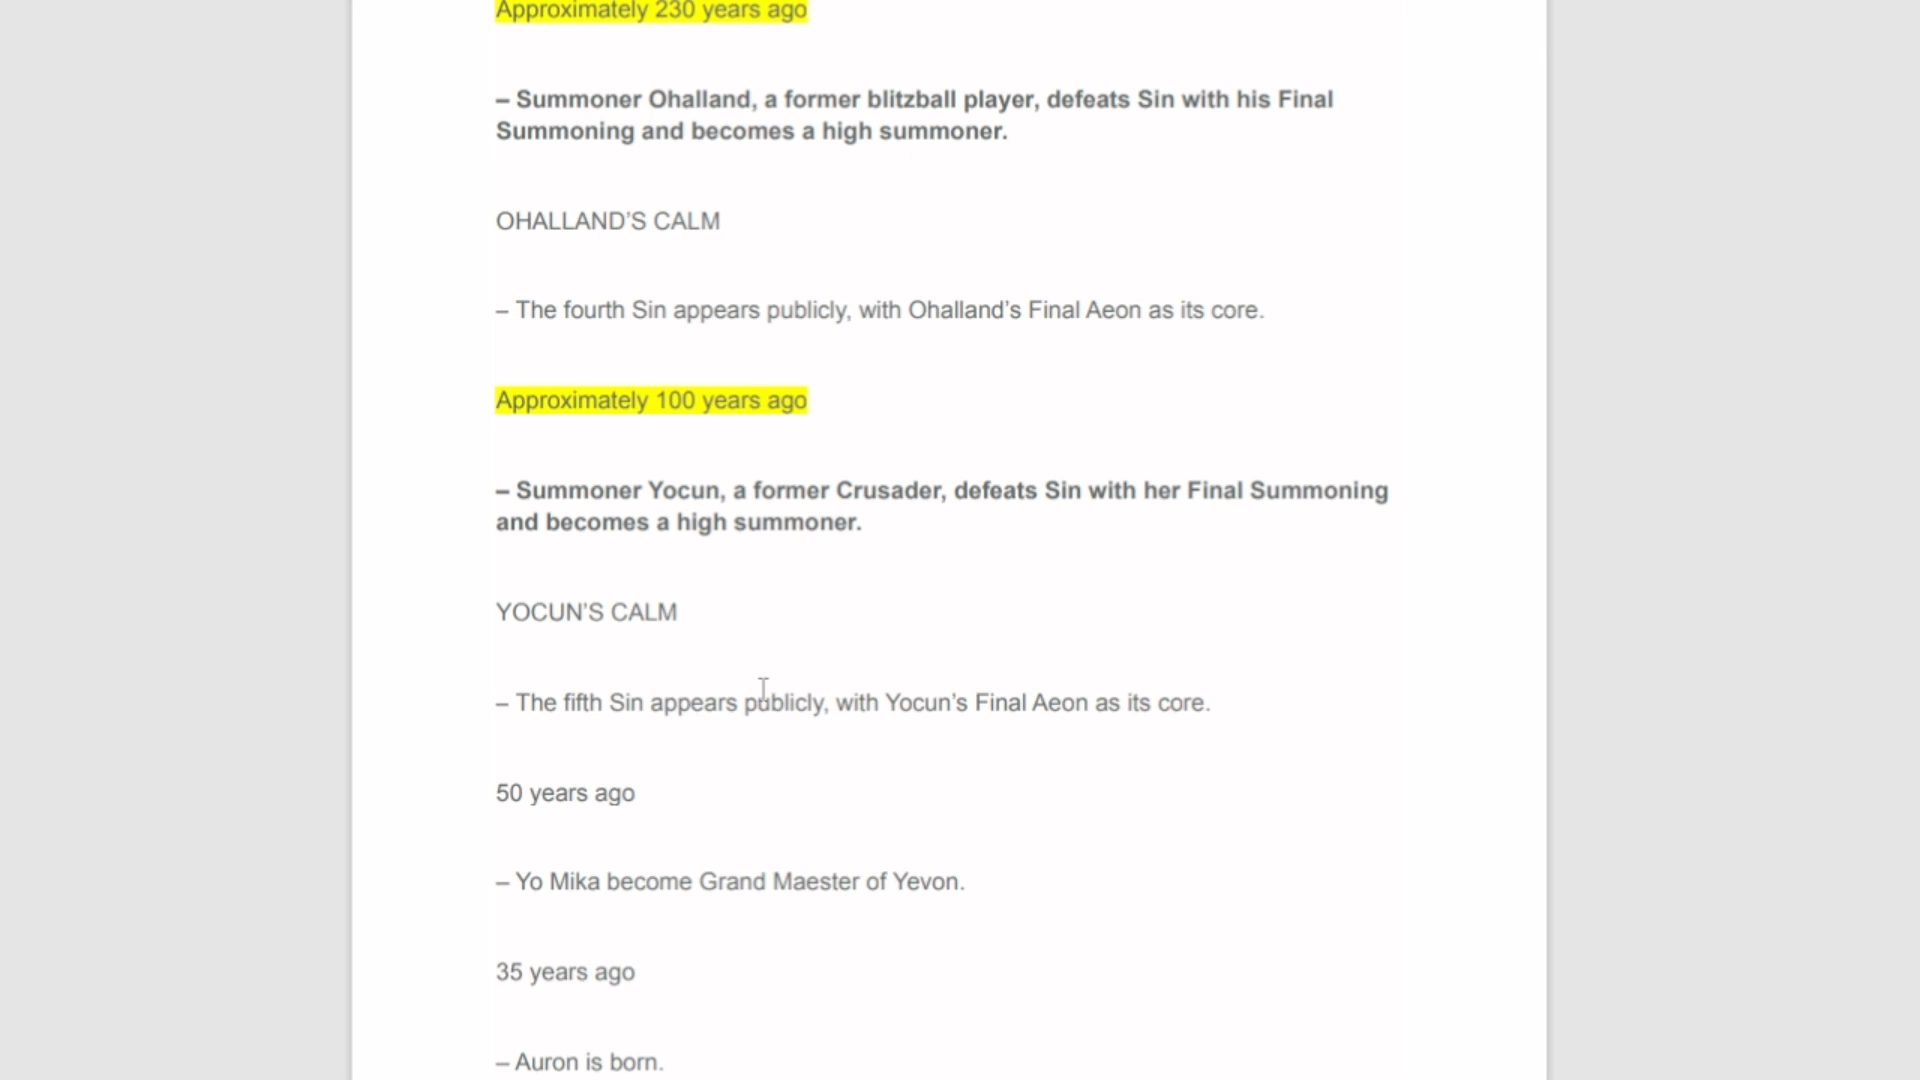 Approximately 230 years ago
– Summoner Ohalland, a former blitzball player, defeats Sin with his Final
Summoning and becomes a high summoner.
OHALLAND’S CALM
– The fourth Sin appears publicly, with Ohalland’s Final Aeon as its core.
Approximately 100 years ago
– Summoner Yocun, a former Crusader, defeats Sin with her Final Summoning
and becomes a high summoner.
YOCUN’S CALM
– The fifth Sin appears publicly, with Yocun’s Final Aeon as its core.
50 years ago
– Yo Mika become Grand Maester of Yevon.
35 years ago
– Auron is born.